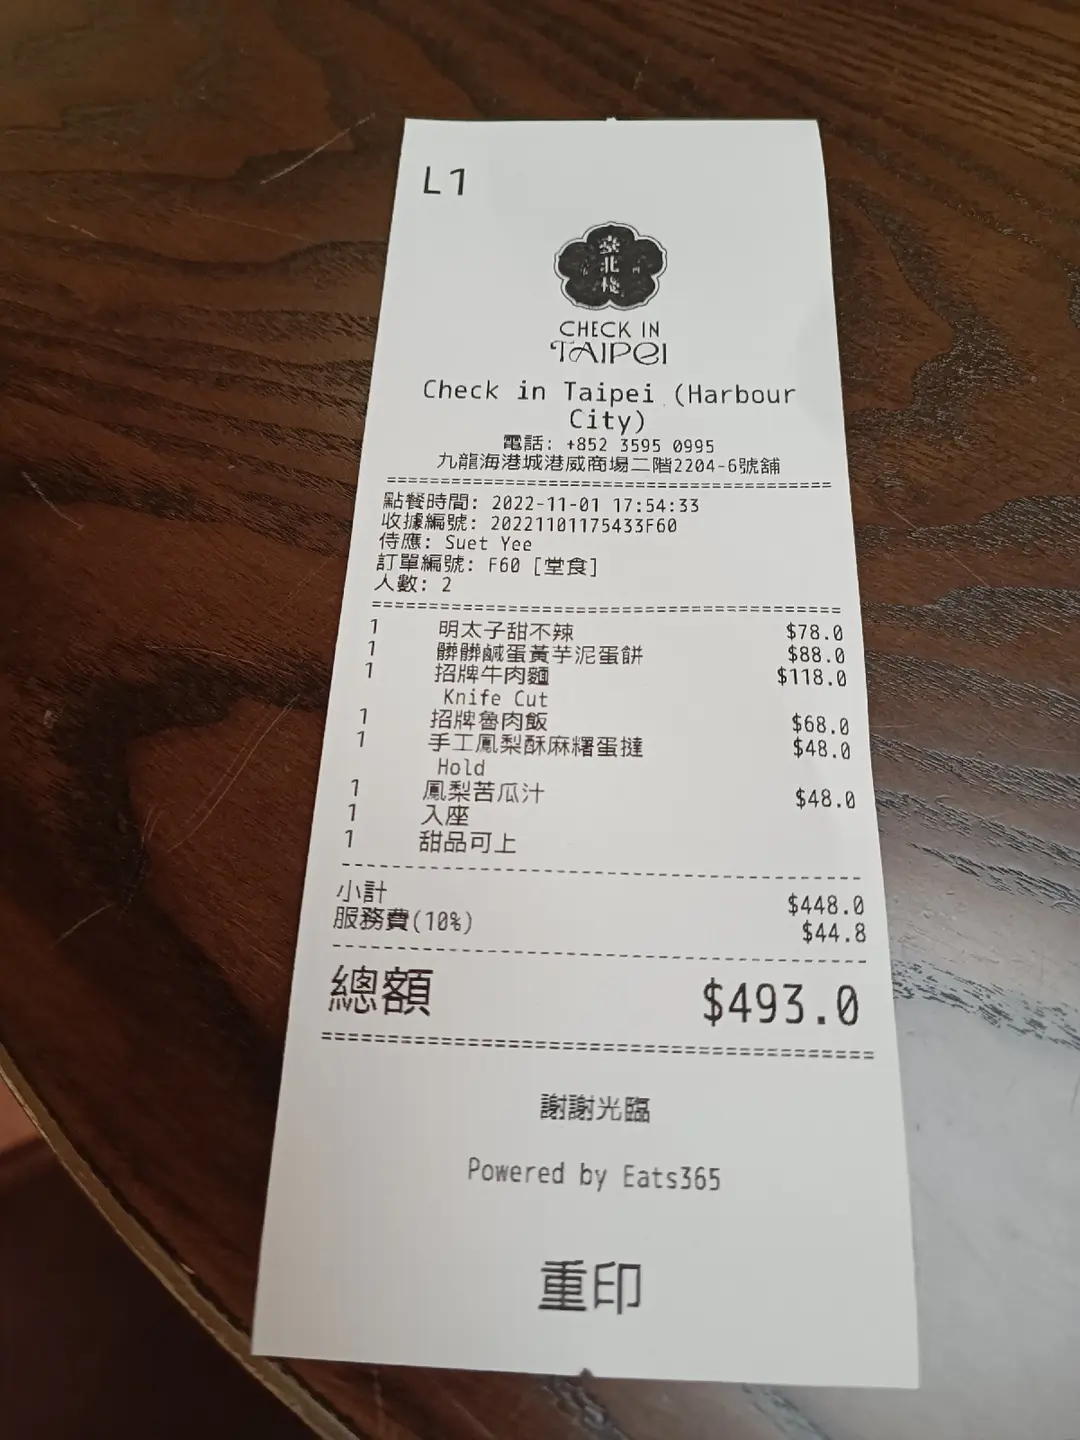 L1
臺北棧
CHECK IN
TAIPEI
Check in Taipei (Harbour
City)
電話: +852 3595 0995
九龍海港城港威商場二階2204-6號舖
點餐時間: 2022-11-01 17:54:33
收據編號: 20221101175433F60
侍應: Suet Yee
訂單編號: F60 [堂食]
人數: 2
1 明太子甜不辣 $78.0
1 髒髒鹹蛋黃芋泥蛋餅 $88.0
1 招牌牛肉麵 $118.0
Knife Cut
1 招牌魯肉飯 $68.0
1 手工鳳梨酥麻糬蛋撻 $48.0
Hold
1 鳳梨苦瓜汁 $48.0
1 入座
1 甜品可上
小計 $448.0
服務費(10%) $44.8
總額 $493.0
謝謝光臨
Powered by Eats365
重印